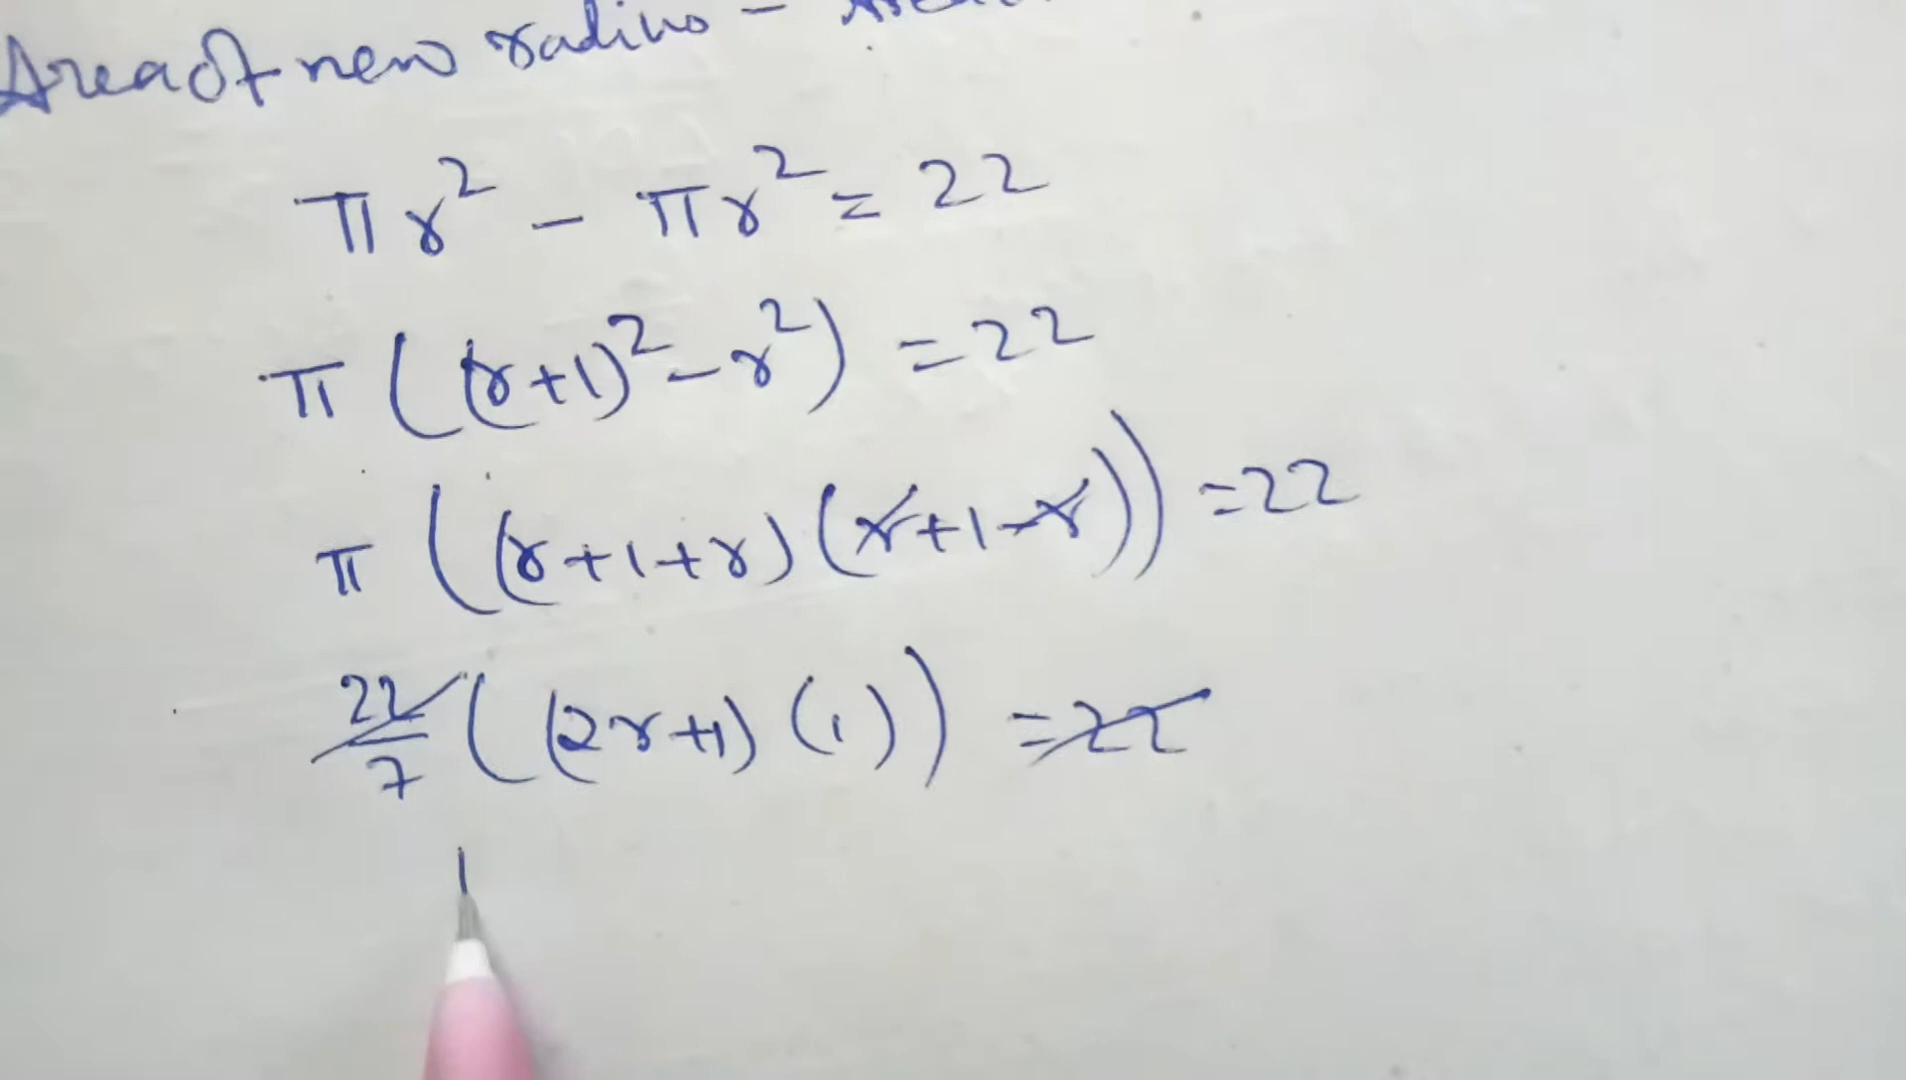 Area of new radius -
πr² - πr² = 22
π ( (r+1)² - r² ) = 22
π ( (r+1+r) (r+1-r) ) = 22
22/7 ( (2r+1) (1) ) = 22